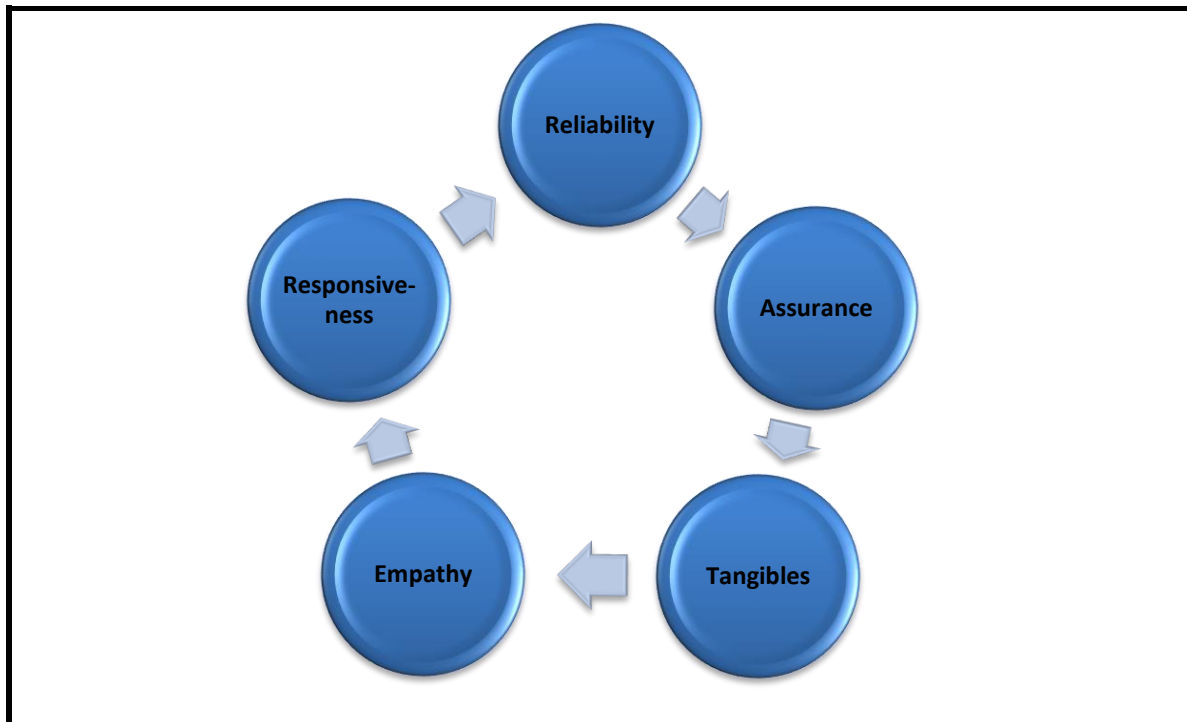 Reliability
Assurance
Tangibles
Empathy
Responsive-
ness